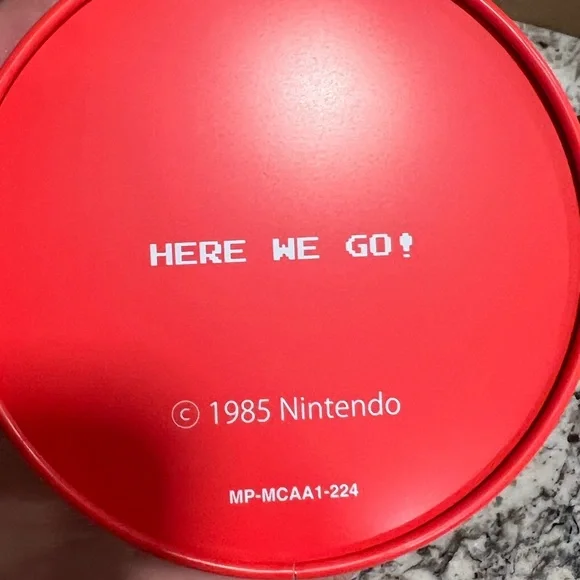 HERE WE GO!
© 1985 Nintendo
MP-MCAA1-224